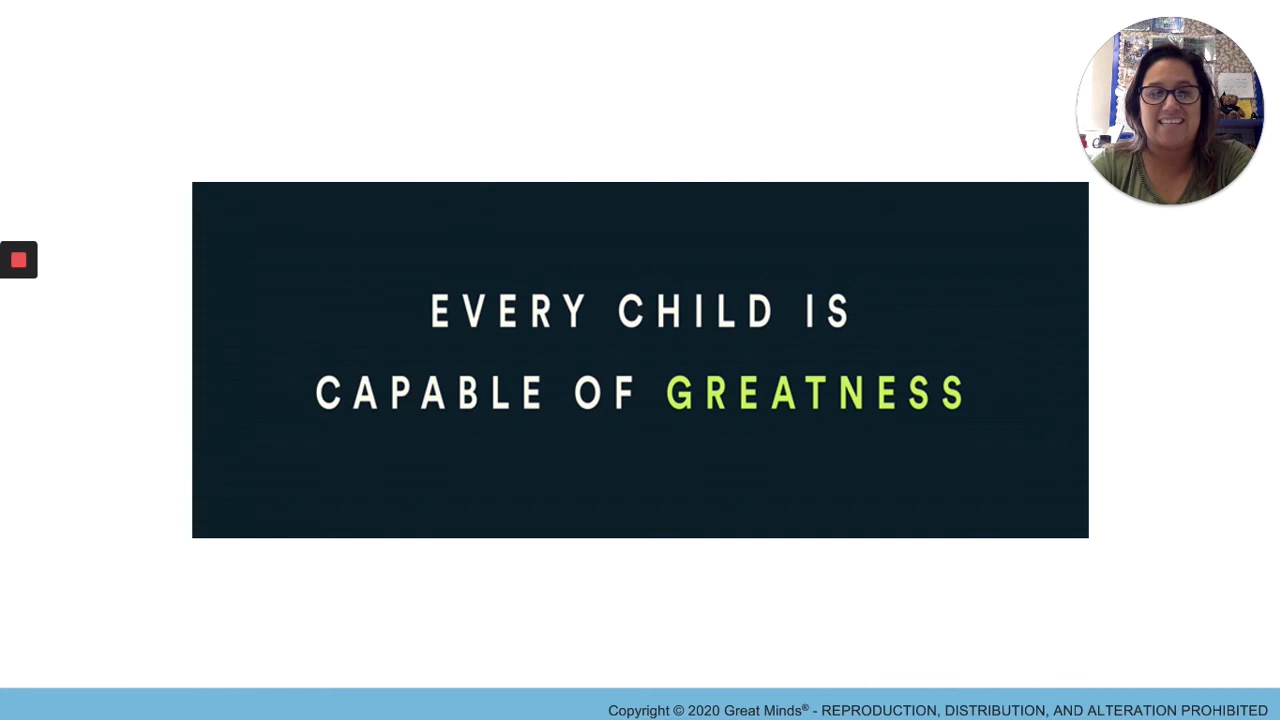 EVERY CHILD IS
CAPABLE OF GREATNESS
Copyright © 2020 Great Minds® - REPRODUCTION, DISTRIBUTION, AND ALTERATION PROHIBITED